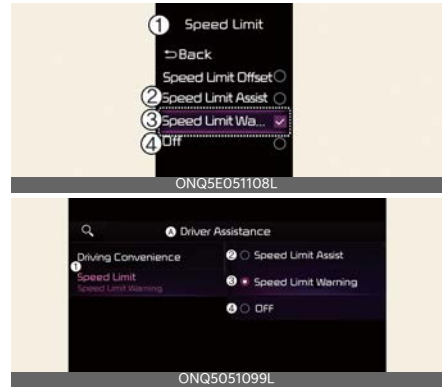 ① Speed Limit
⮌Back
Speed Limit Offset
② Speed Limit Assist
③ Speed Limit Wa...
④ Off
ONQ5E051108L
Ⓐ Driver Assistance
Driving Convenience
② Speed Limit Assist
① Speed Limit
Speed Limit Warning
③ Speed Limit Warning
④ OFF
ONQ5051099L